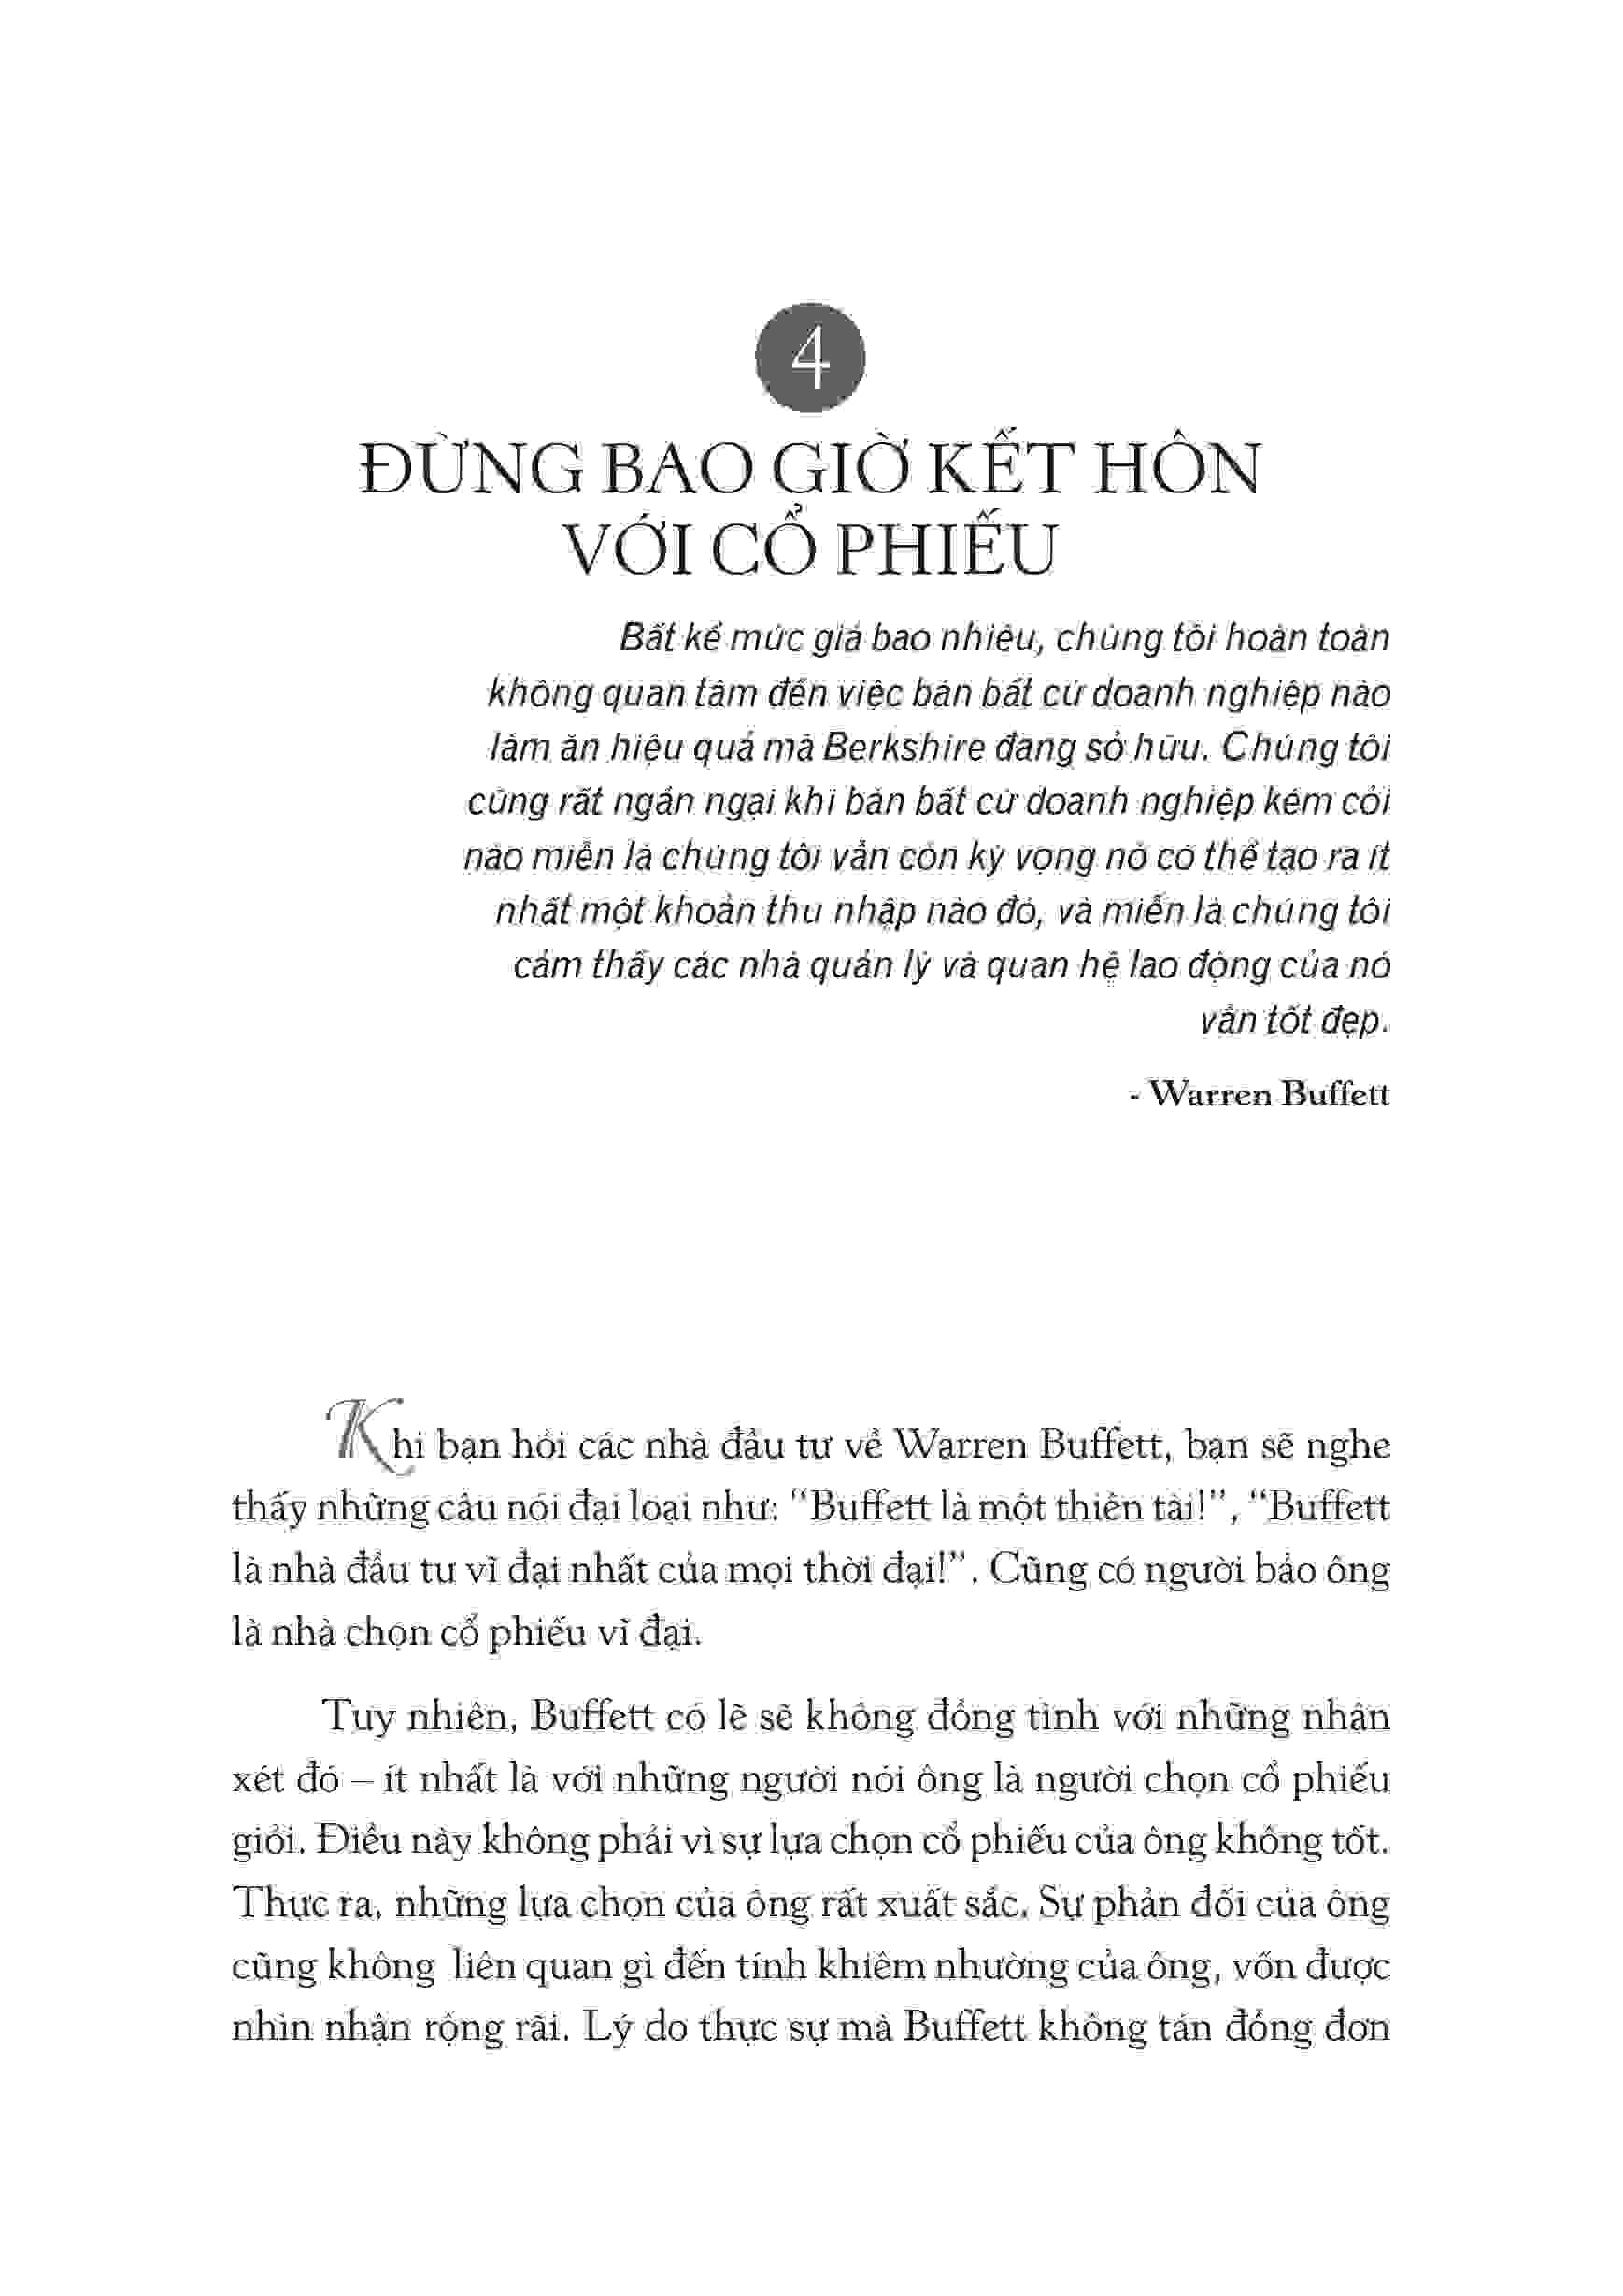 4
ĐỪNG BAO GIỜ KẾT HÔN
VỚI CỔ PHIẾU
Bất kể mức giá bao nhiêu, chúng tôi hoàn toàn
không quan tâm đến việc bán bất cứ doanh nghiệp nào
làm ăn hiệu quả mà Berkshire đang sở hữu. Chúng tôi
cũng rất ngần ngại khi bán bất cứ doanh nghiệp kém cỏi
nào miễn là chúng tôi vẫn còn kỳ vọng nó có thể tạo ra ít
nhất một khoản thu nhập nào đó, và miễn là chúng tôi
cảm thấy các nhà quản lý và quan hệ lao động của nó
vẫn tốt đẹp.
- Warren Buffett
Khi bạn hỏi các nhà đầu tư về Warren Buffett, bạn sẽ nghe
thấy những câu nói đại loại như: “Buffett là một thiên tài!”, “Buffett
là nhà đầu tư vĩ đại nhất của mọi thời đại!”. Cũng có người bảo ông
là nhà chọn cổ phiếu vĩ đại.
Tuy nhiên, Buffett có lẽ sẽ không đồng tình với những nhận
xét đó – ít nhất là với những người nói ông là người chọn cổ phiếu
giỏi. Điều này không phải vì sự lựa chọn cổ phiếu của ông không tốt.
Thực ra, những lựa chọn của ông rất xuất sắc. Sự phản đối của ông
cũng không liên quan gì đến tính khiêm nhường của ông, vốn được
nhìn nhận rộng rãi. Lý do thực sự mà Buffett không tán đồng đơn